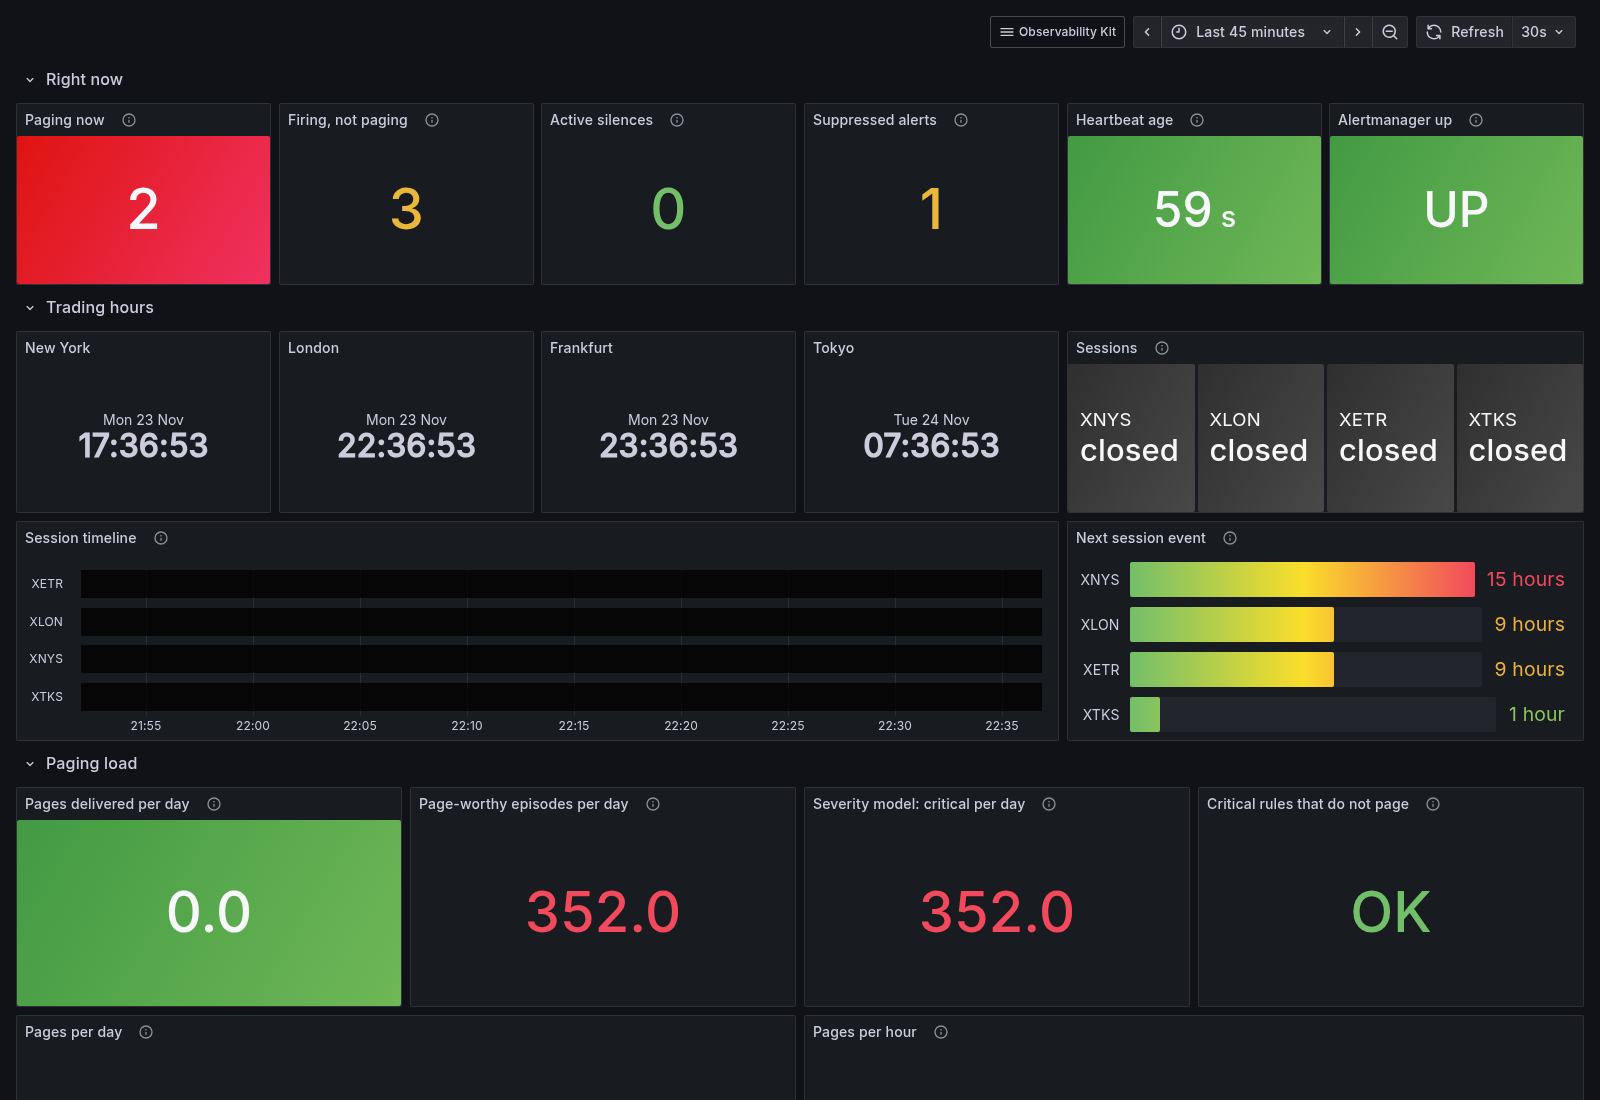 Observability Kit
Last 45 minutes
Refresh
30s
Right now
Paging now
Firing, not paging
Active silences
Suppressed alerts
Heartbeat age
Alertmanager up
2
3
0
1
59 s
UP
Trading hours
New York
London
Frankfurt
Tokyo
Sessions
Mon 23 Nov
17:36:53
Mon 23 Nov
22:36:53
Mon 23 Nov
23:36:53
Tue 24 Nov
07:36:53
XNYS
closed
XLON
closed
XETR
closed
XTKS
closed
Session timeline
XETR
XLON
XNYS
XTKS
21:55
22:00
22:05
22:10
22:15
22:20
22:25
22:30
22:35
Next session event
XNYS
15 hours
XLON
9 hours
XETR
9 hours
XTKS
1 hour
Paging load
Pages delivered per day
Page-worthy episodes per day
Severity model: critical per day
Critical rules that do not page
0.0
352.0
352.0
OK
Pages per day
Pages per hour